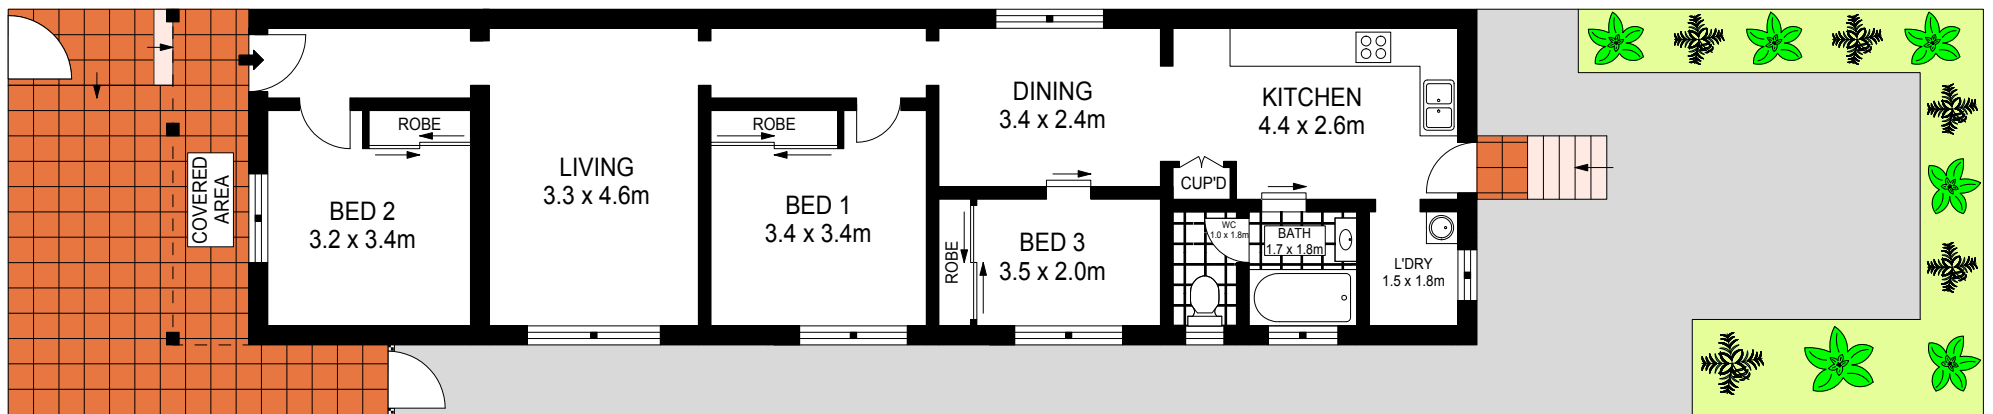 COVERED
AREA
BED 2
3.2 x 3.4m
ROBE
LIVING
3.3 x 4.6m
ROBE
BED 1
3.4 x 3.4m
DINING
3.4 x 2.4m
ROBE
BED 3
3.5 x 2.0m
KITCHEN
4.4 x 2.6m
CUP'D
WC
1.0 x 1.8m
BATH
1.7 x 1.8m
L'DRY
1.5 x 1.8m